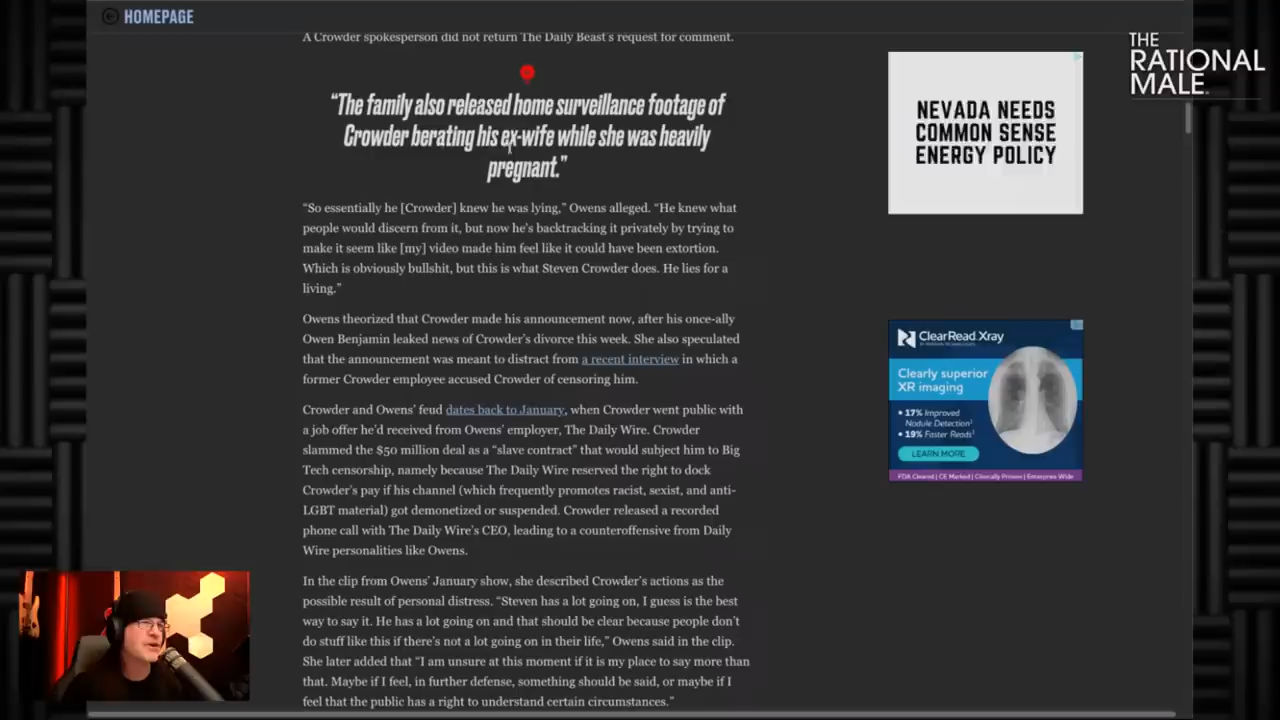 HOMEPAGE
A Crowder spokesperson did not return The Daily Beast's request for comment.
“The family also released home surveillance footage of
Crowder berating his ex-wife while she was heavily
pregnant.”
“So essentially he [Crowder] knew he was lying,” Owens alleged. “He knew what
people would discern from it, but now he's backtracking it privately by trying to
make it seem like [my] video made him feel like it could have been extortion.
Which is obviously bullshit, but this is what Steven Crowder does. He lies for a
living.”
Owens theorized that Crowder made his announcement now, after his once-ally
Owen Benjamin leaked news of Crowder's divorce this week. She also speculated
that the announcement was meant to distract from a recent interview in which a
former Crowder employee accused Crowder of censoring him.
Crowder and Owens' feud dates back to January, when Crowder went public with
a job offer he'd received from Owens' employer, The Daily Wire. Crowder
slammed the $50 million deal as a “slave contract” that would subject him to Big
Tech censorship, namely because The Daily Wire reserved the right to dock
Crowder's pay if his channel (which frequently promotes racist, sexist, and anti-
LGBT material) got demonetized or suspended. Crowder released a recorded
phone call with The Daily Wire's CEO, leading to a counteroffensive from Daily
Wire personalities like Owens.
In the clip from Owens' January show, she described Crowder's actions as the
possible result of personal distress. “Steven has a lot going on, I guess is the best
way to say it. He has a lot going on and that should be clear because people don't
do stuff like this if there's not a lot going on in their life,” Owens said in the clip.
She later added that “I am unsure at this moment if it is my place to say more than
that. Maybe if I feel, in further defense, something should be said, or maybe if I
feel that the public has a right to understand certain circumstances.”
THE
RATIONAL
MALE
NEVADA NEEDS
COMMON SENSE
ENERGY POLICY
ClearRead Xray
Clearly superior
XR imaging
• 17% Improved
Nodule Detection¹
• 19% Faster Reads¹
LEARN MORE
FDA Cleared | CE Marked | Clinically Proven | Enterprise-Wide